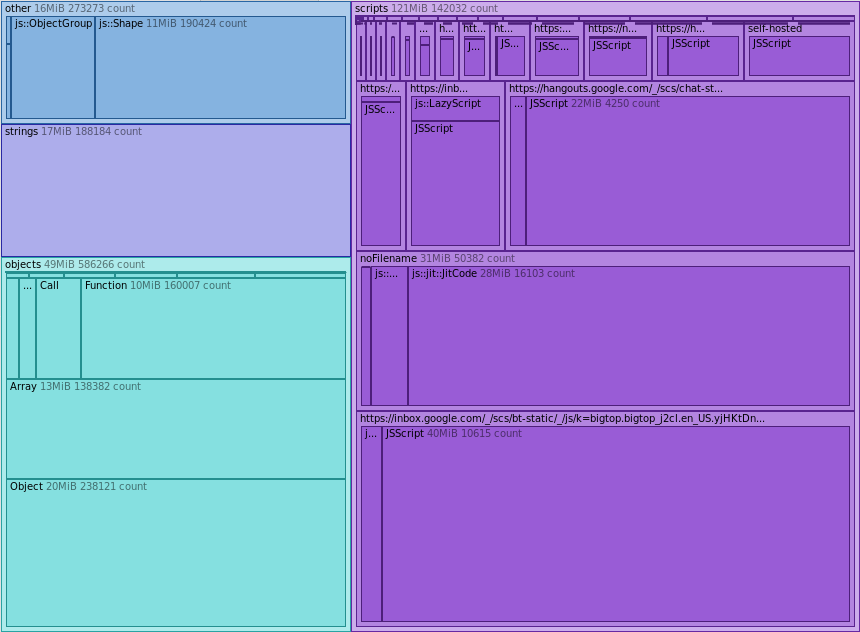 other 16MiB 273273 count
js::ObjectGroup
js::Shape 11MiB 190424 count
strings 17MiB 188184 count
objects 49MiB 586266 count
...
Call
Function 10MiB 160007 count
Array 13MiB 138382 count
Object 20MiB 238121 count
scripts 121MiB 142032 count
...
h...
htt...
ht...
https:...
https://n...
https://h...
self-hosted
J...
JS...
JSSc...
JSScript
JSScript
JSScript
https:/...
https://inb...
https://hangouts.google.com/_/scs/chat-st...
JSSc...
js::LazyScript
JSScript
...
JSScript 22MiB 4250 count
noFilename 31MiB 50382 count
js::...
js::jit::JitCode 28MiB 16103 count
https://inbox.google.com/_/scs/bt-static/_/js/k=bigtop.bigtop_j2cl.en_US.yjHKtDn...
j...
JSScript 40MiB 10615 count